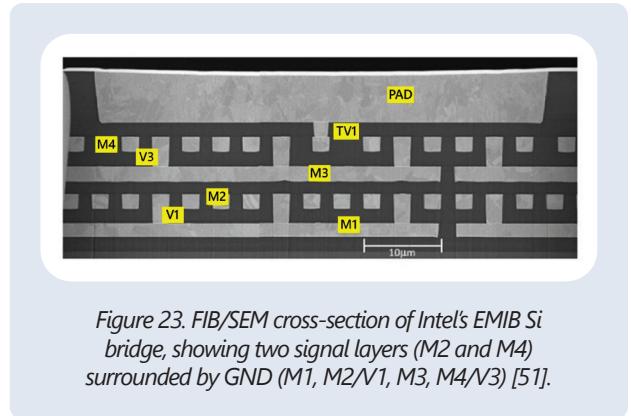 PAD
TV1
M4
V3
M3
M2
V1
M1
10µm
Figure 23. FIB/SEM cross-section of Intel's EMIB Si
bridge, showing two signal layers (M2 and M4)
surrounded by GND (M1, M2/V1, M3, M4/V3) [51].